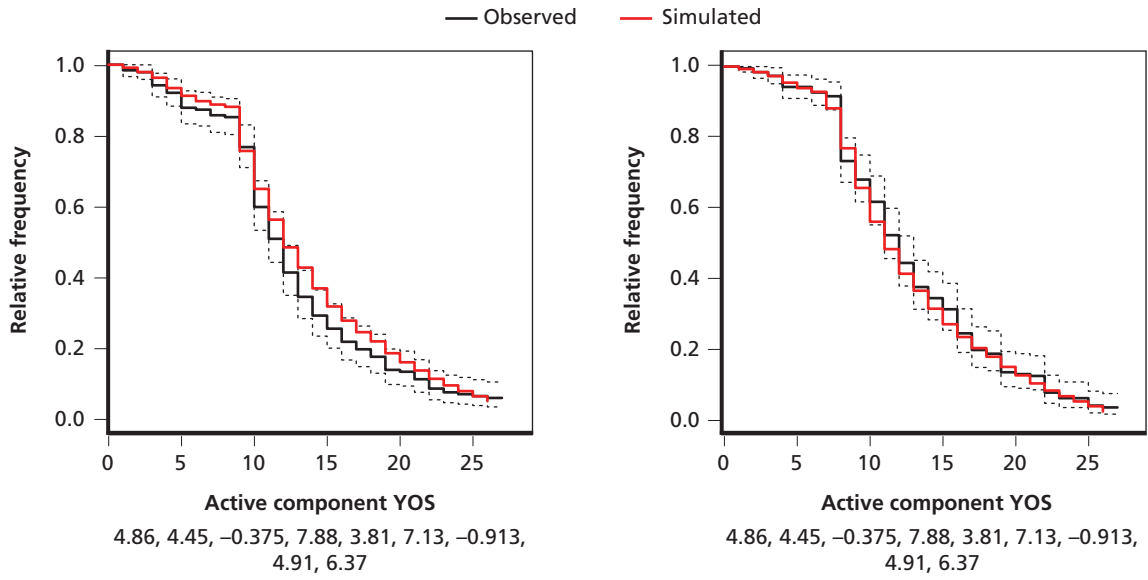 Observed Simulated
Relative frequency
1.0
0.8
0.6
0.4
0.2
0.0
0 5 10 15 20 25
Active component YOS
4.86, 4.45, –0.375, 7.88, 3.81, 7.13, –0.913,
4.91, 6.37
Relative frequency
1.0
0.8
0.6
0.4
0.2
0.0
0 5 10 15 20 25
Active component YOS
4.86, 4.45, –0.375, 7.88, 3.81, 7.13, –0.913,
4.91, 6.37